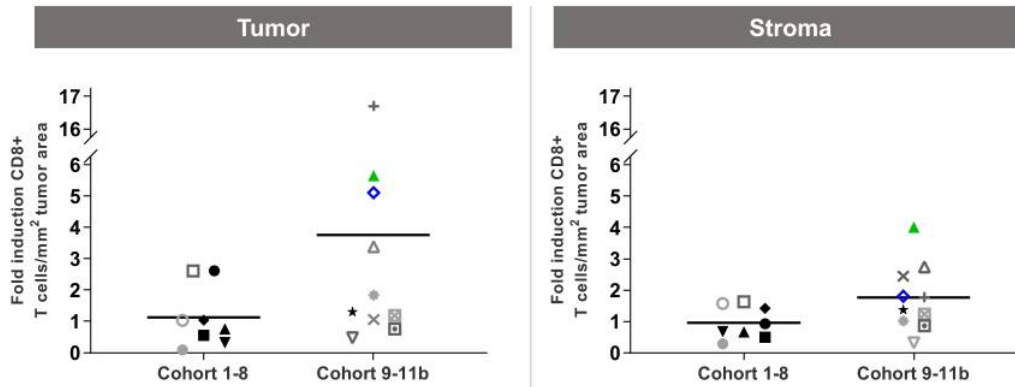 Tumor
Fold induction CD8+
T cells/mm² tumor area
17
16
6
5
4
3
2
1
0
Cohort 1-8
Cohort 9-11b
Stroma
Fold induction CD8+
T cells/mm² tumor area
17
16
6
5
4
3
2
1
0
Cohort 1-8
Cohort 9-11b